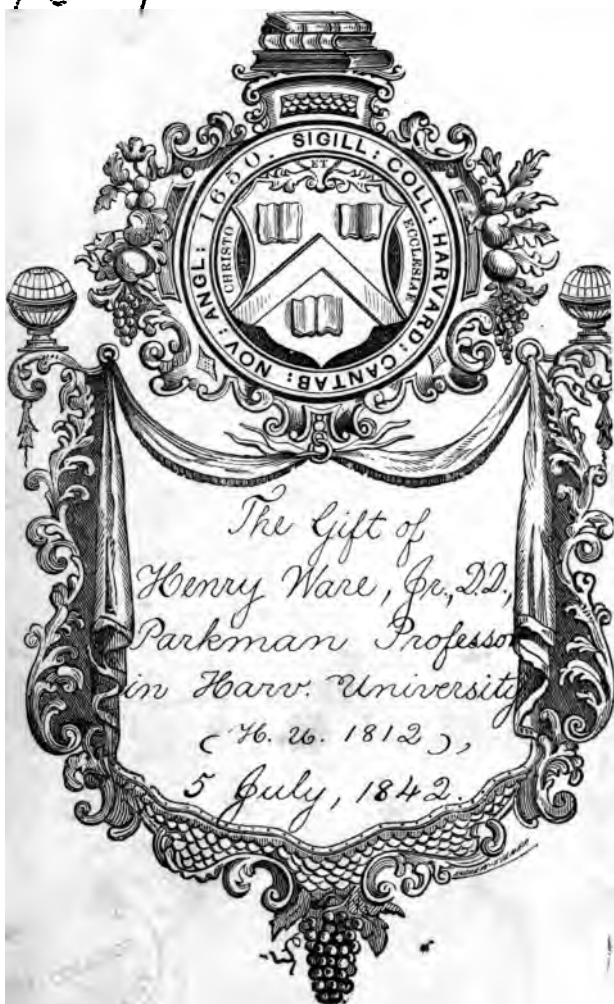 SIGILL: COLL: HARVARD: CANTAB: NOV: ANGL: 1650.
CHRISTO
ET
ECCLESIAE
The Gift of
Henry Ware, Jr., D.D.,
Parkman Professor
in Harv. University
(H. U. 1812),
5 July, 1842.